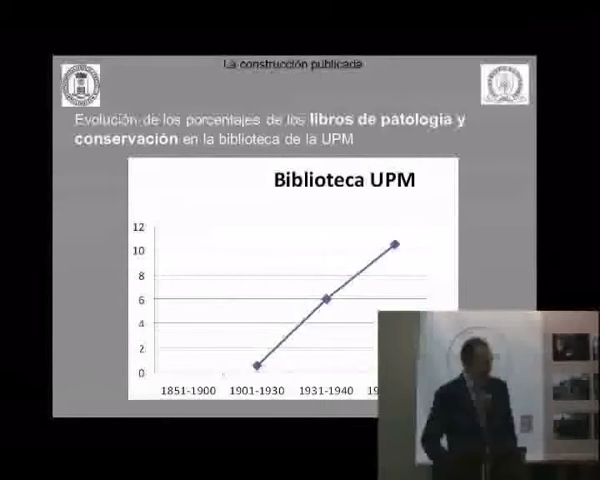 La construcción publicada
Evolución de los porcentajes de los libros de patología y
conservación en la biblioteca de la UPM
Biblioteca UPM
12
10
8
6
4
2
0
1851-1900 1901-1930 1931-1940